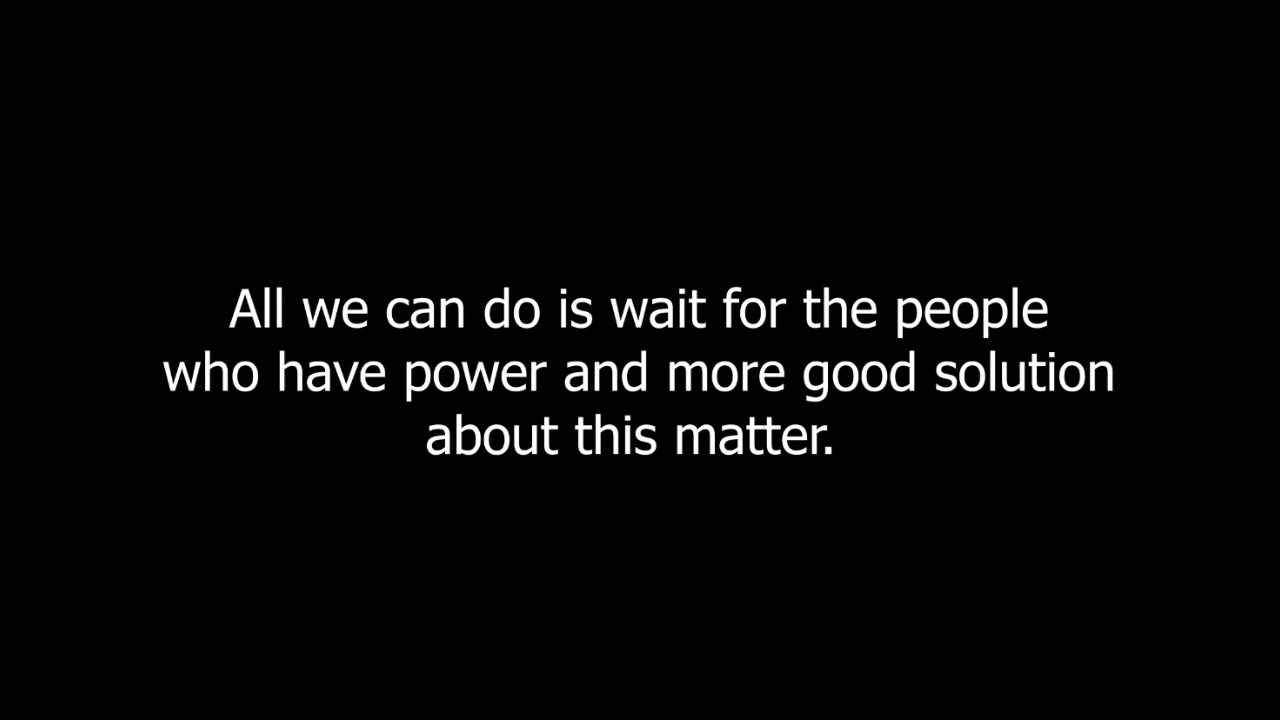 All we can do is wait for the people
who have power and more good solution
about this matter.